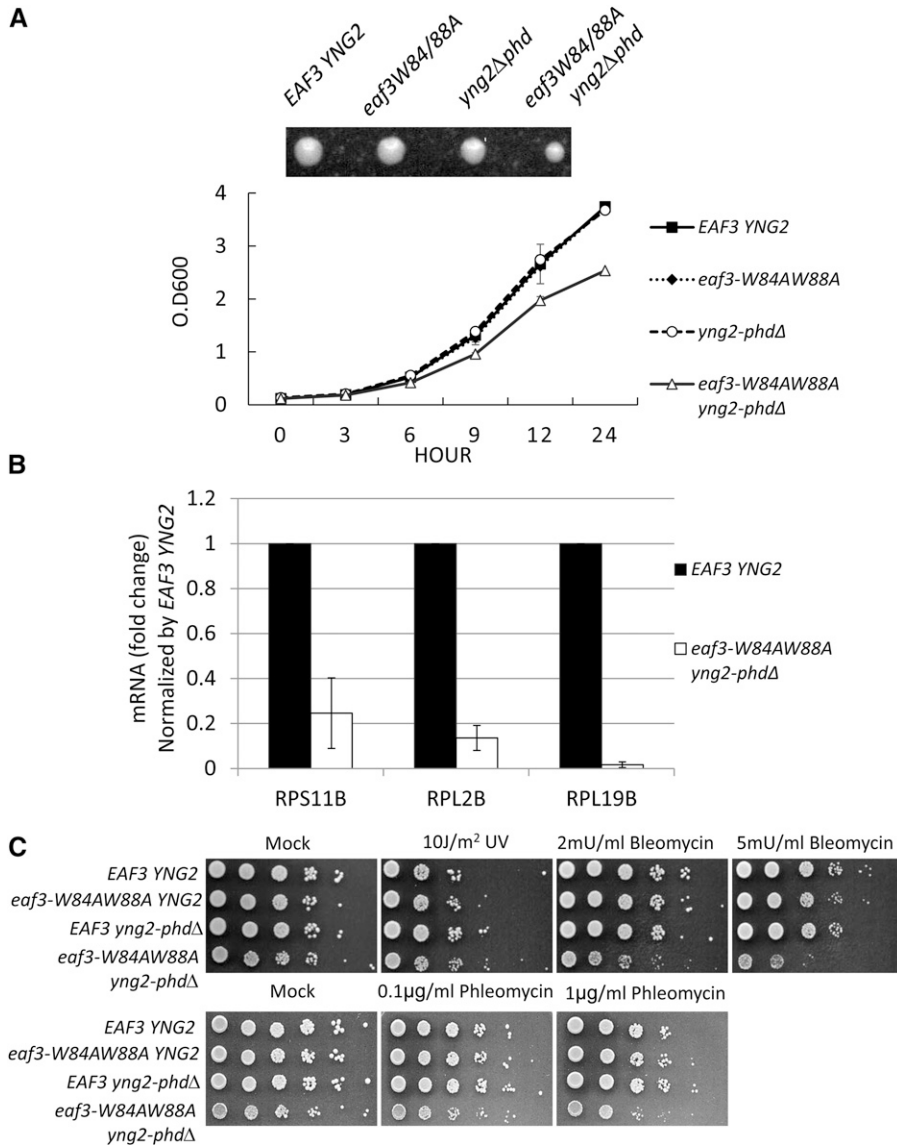 A
EAF3 YNG2
eaf3W84/88A
yng2Δphd
eaf3W84/88A
yng2Δphd
4
3
2
1
0
O.D600
0 3 6 9 12 24
HOUR
EAF3 YNG2
eaf3-W84AW88A
yng2-phdΔ
eaf3-W84AW88A
yng2-phdΔ
B
mRNA (fold change)
Normalized by EAF3 YNG2
1.2
1
0.8
0.6
0.4
0.2
0
RPS11B RPL2B RPL19B
EAF3 YNG2
eaf3-W84AW88A
yng2-phdΔ
C
Mock 10J/m² UV 2mU/ml Bleomycin 5mU/ml Bleomycin
EAF3 YNG2
eaf3-W84AW88A YNG2
EAF3 yng2-phdΔ
eaf3-W84AW88A
yng2-phdΔ
Mock 0.1µg/ml Phleomycin 1µg/ml Phleomycin
EAF3 YNG2
eaf3-W84AW88A YNG2
EAF3 yng2-phdΔ
eaf3-W84AW88A
yng2-phdΔ